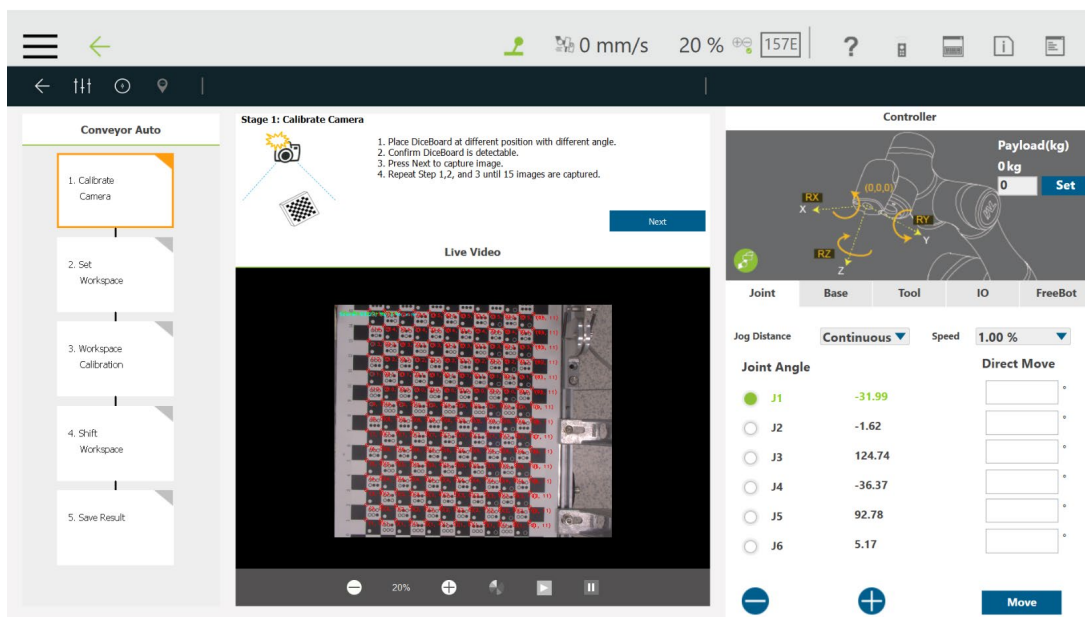 0 mm/s
20 %
157E
?
i
Conveyor Auto
1. Calibrate
Camera
2. Set
Workspace
3. Workspace
Calibration
4. Shift
Workspace
5. Save Result
Stage 1: Calibrate Camera
1. Place DiceBoard at different position with different angle.
2. Confirm DiceBoard is detectable.
3. Press Next to capture image.
4. Repeat Step 1,2, and 3 until 15 images are captured.
Next
Live Video
20%
Controller
Payload(kg)
0 kg
0 Set
(0,0,0)
RX
X
RY
Y
RZ
Z
Joint Base Tool IO FreeBot
Jog Distance Continuous Speed 1.00 %
Joint Angle Direct Move
J1 -31.99 °
J2 -1.62 °
J3 124.74 °
J4 -36.37 °
J5 92.78 °
J6 5.17 °
Move